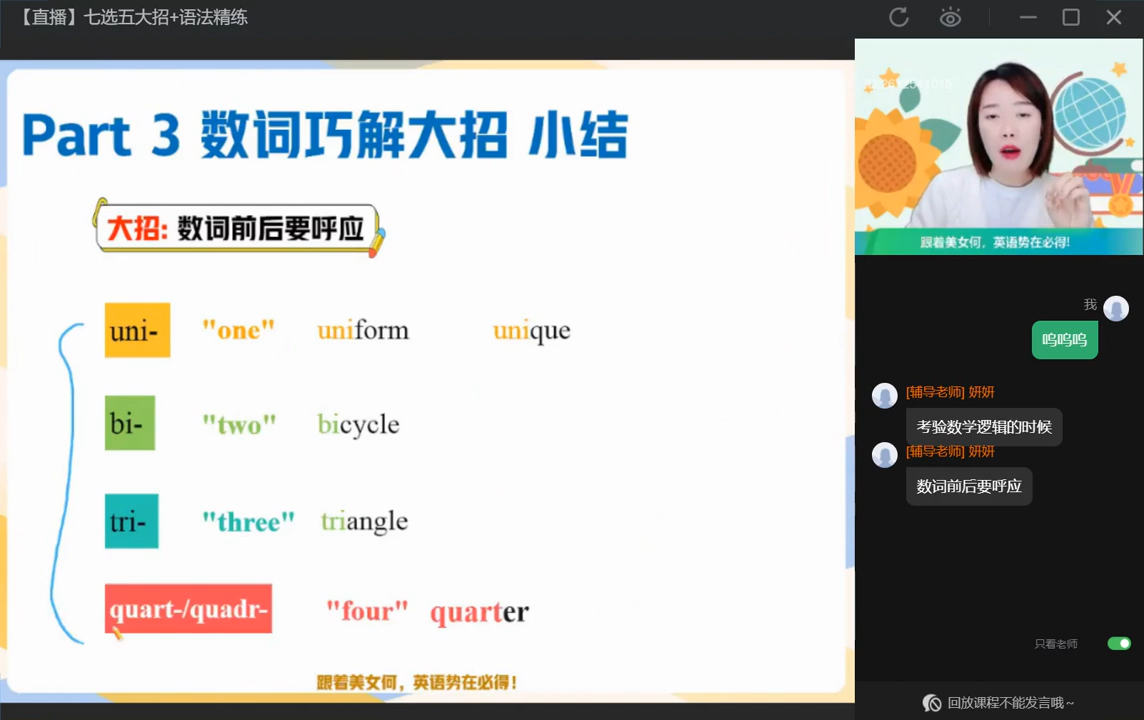 【直播】七选五大招+语法精练
Part 3 数词巧解大招 小结
大招: 数词前后要呼应
uni- "one" uniform unique
bi- "two" bicycle
tri- "three" triangle
quart-/quadr- "four" quarter
跟着美女何，英语势在必得！
跟着美女何，英语势在必得!
我
呜呜呜
[辅导老师] 妍妍
考验数学逻辑的时候
[辅导老师] 妍妍
数词前后要呼应
只看老师
回放课程不能发言哦~